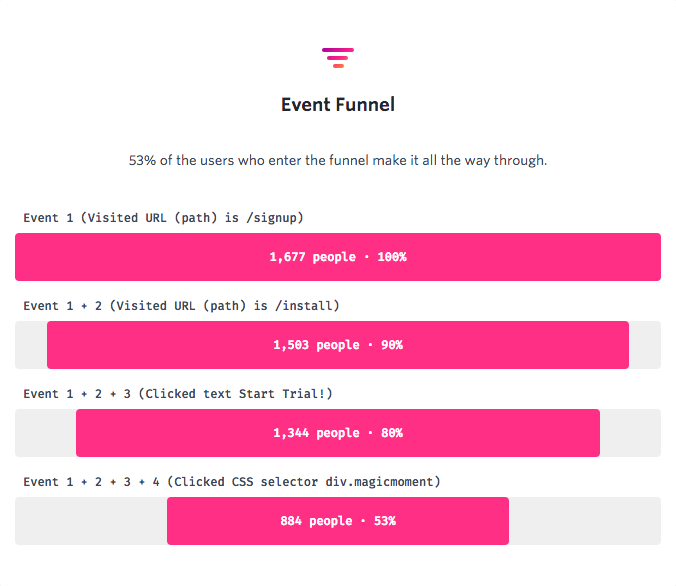 Event Funnel
53% of the users who enter the funnel make it all the way through.
Event 1 (Visited URL (path) is /signup)
1,677 people · 100%
Event 1 + 2 (Visited URL (path) is /install)
1,503 people · 90%
Event 1 + 2 + 3 (Clicked text Start Trial!)
1,344 people · 80%
Event 1 + 2 + 3 + 4 (Clicked CSS selector div.magicmoment)
884 people · 53%